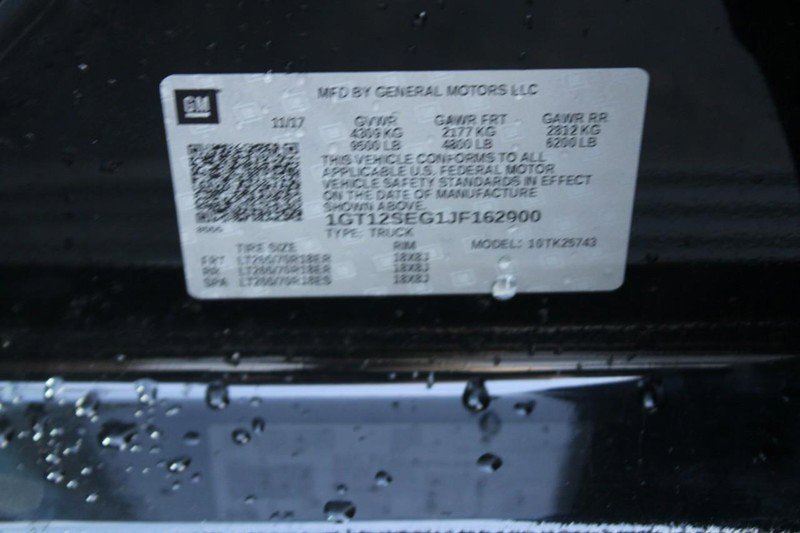 GM
MFD BY GENERAL MOTORS LLC
11/17 GVWR GAWR FRT GAWR RR
4309 KG 2177 KG 2812 KG
9500 LB 4800 LB 6200 LB
THIS VEHICLE CONFORMS TO ALL
APPLICABLE U.S. FEDERAL MOTOR
VEHICLE SAFETY STANDARDS IN EFFECT
ON THE DATE OF MANUFACTURE
SHOWN ABOVE
1GT12SEG1JF162900
TYPE: TRUCK MODEL:
TIRE SIZE RIM
FRT LT265/70R18ER 18X8J
RR LT265/70R18ER 18X8J
SPA LT265/70R18ES 18X8J